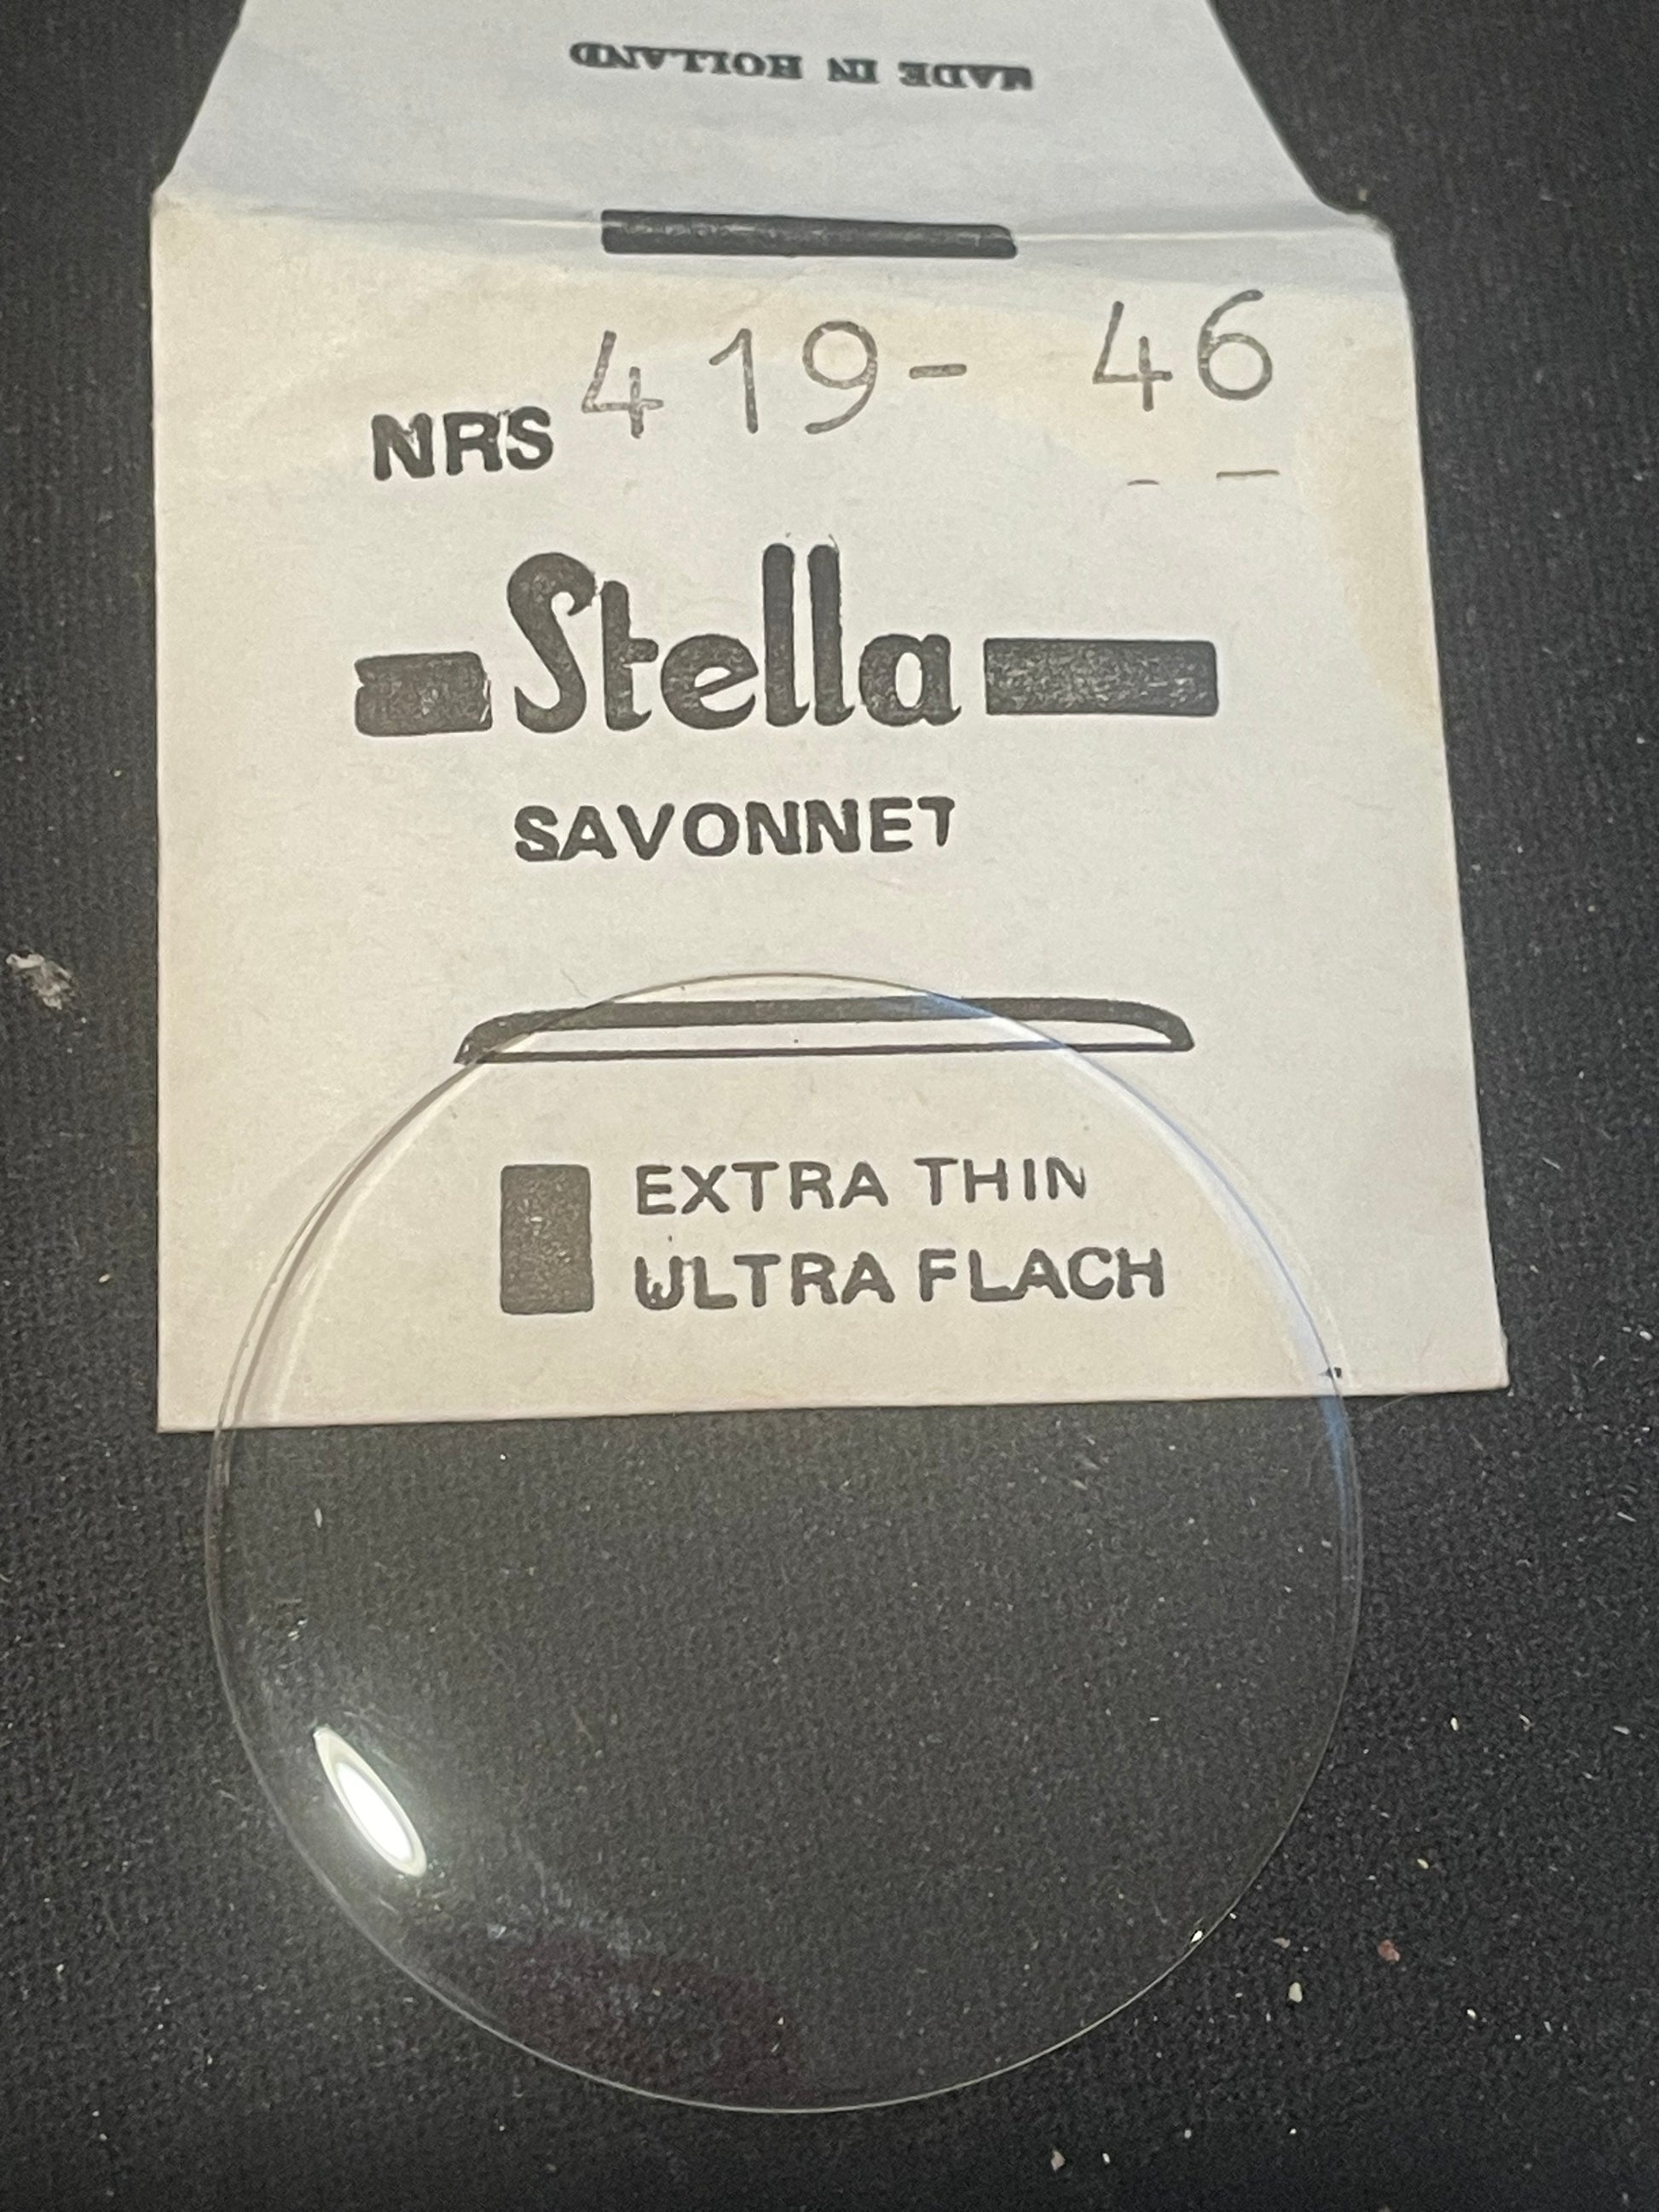 MADE IN HOLLAND
NRS 419- 46
Stella
SAVONNET
EXTRA THIN
ULTRA FLACH